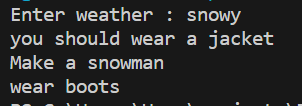 Enter weather : snowy
you should wear a jacket
Make a snowman
wear boots